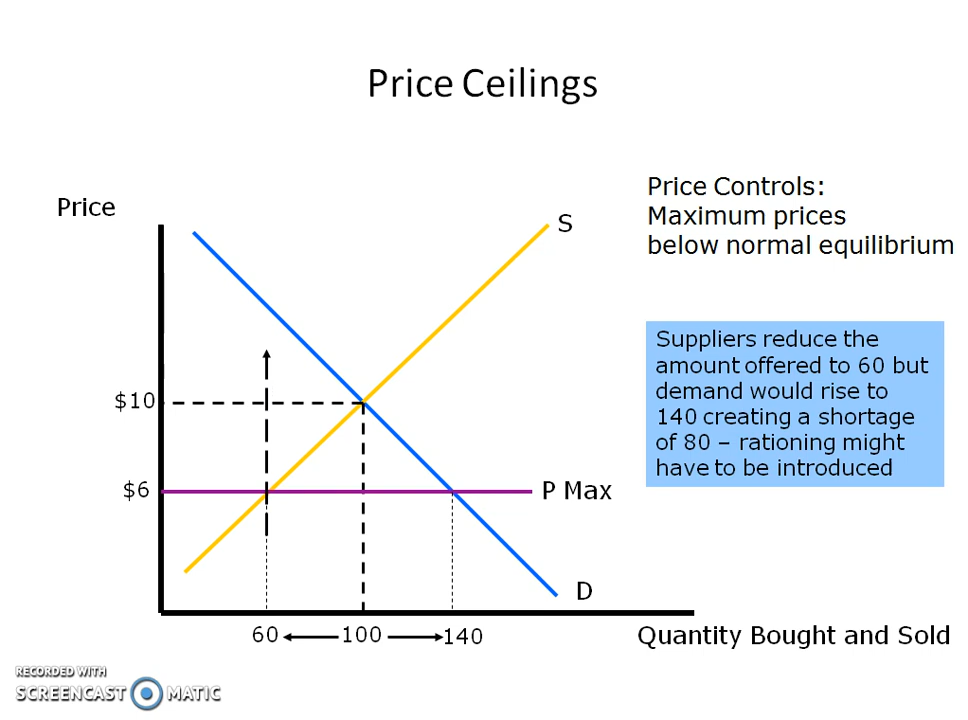 Price Ceilings
Price Controls:
Maximum prices
below normal equilibrium
Price
S
Suppliers reduce the
amount offered to 60 but
demand would rise to
140 creating a shortage
of 80 – rationing might
have to be introduced
$10
$6
P Max
D
60 100 140
Quantity Bought and Sold
RECORDED WITH
SCREENCAST MATIC